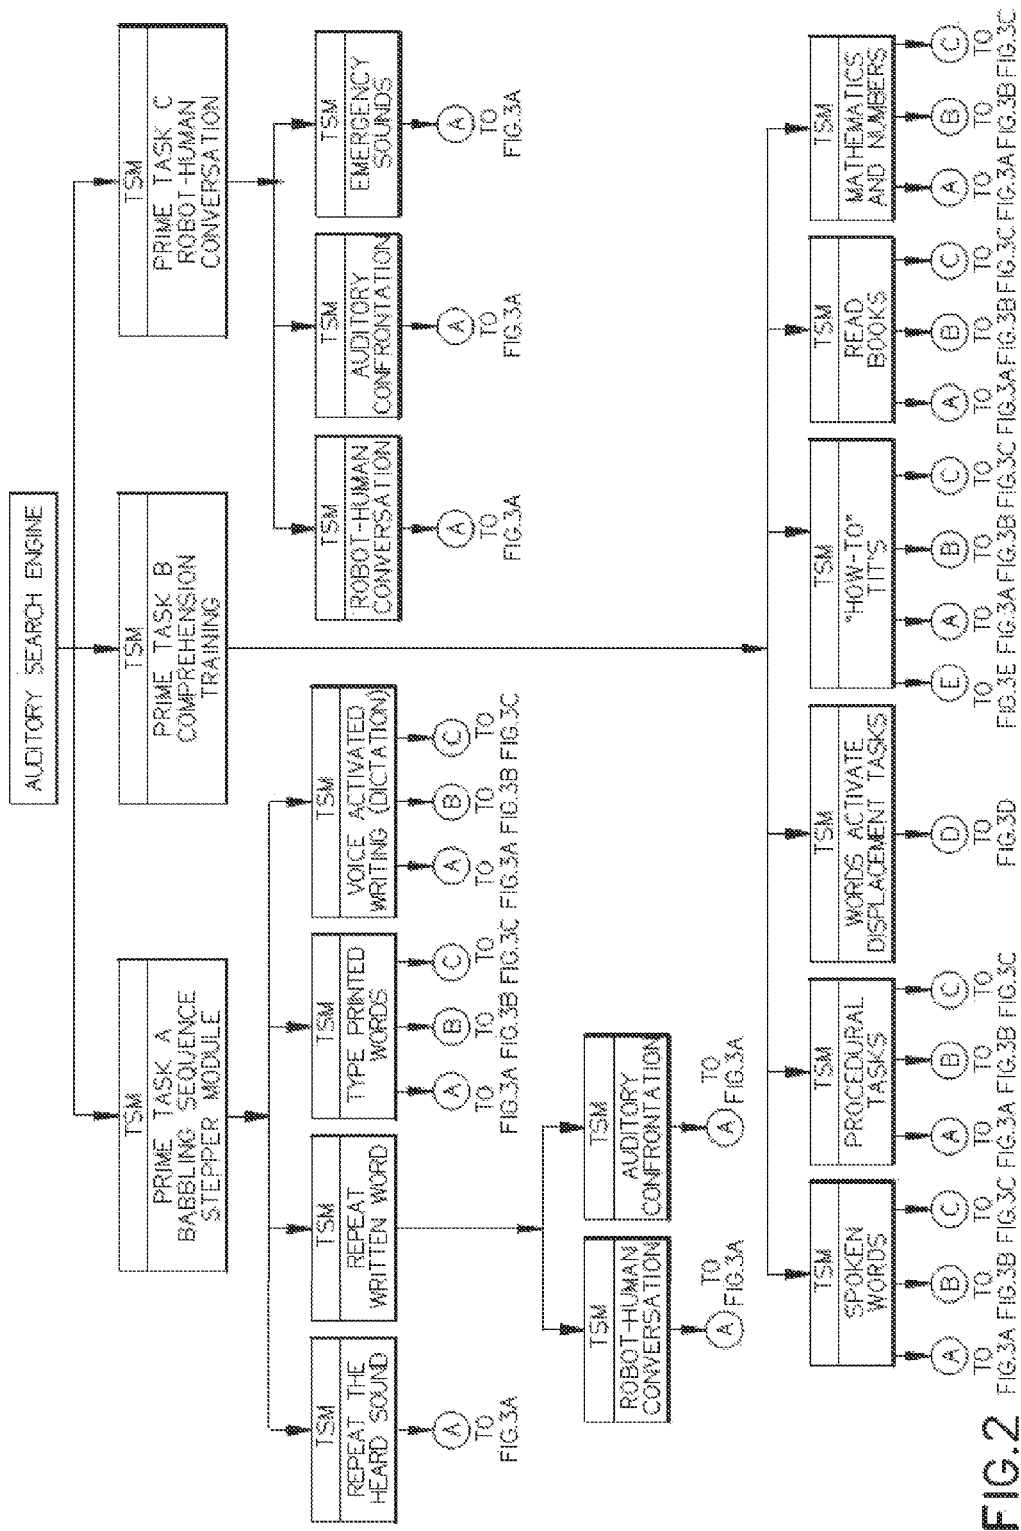 AUDITORY SEARCH ENGINE
TSM
PRIME TASK A
BABBLING SEQUENCE
STEPPER MODULE
TSM
PRIME TASK B
COMPREHENSION
TRAINING
TSM
PRIME TASK C
ROBOT-HUMAN
CONVERSATION
TSM
REPEAT THE
HEARD SOUND
A
TO
FIG.3A
TSM
REPEAT
WRITTEN WORD
TSM
TYPE PRINTED
WORDS
A B C
TO TO TO
FIG.3A FIG.3B FIG.3C
TSM
VOICE ACTIVATED
WRITING (DICTATION)
A B C
TO TO TO
FIG.3A FIG.3B FIG.3C
TSM
ROBOT-HUMAN
CONVERSATION
A
TO
FIG.3A
TSM
AUDITORY
CONFRONTATION
A
TO
FIG.3A
TSM
EMERGENCY
SOUNDS
A
TO
FIG.3A
TSM
ROBOT-HUMAN
CONVERSATION
A
TO
FIG.3A
TSM
AUDITORY
CONFRONTATION
A
TO
FIG.3A
TSM
SPOKEN
WORDS
A B C
TO TO TO
FIG.3A FIG.3B FIG.3C
TSM
PROCEDURAL
TASKS
A B C
TO TO TO
FIG.3A FIG.3B FIG.3C
TSM
WORDS ACTIVATE
DISPLACEMENT TASKS
D
TO
FIG.3D
TSM
"HOW-TO"
TIT'S
E A B C
TO TO TO TO
FIG.3E FIG.3A FIG.3B FIG.3C
TSM
READ
BOOKS
A B C
TO TO TO
FIG.3A FIG.3B FIG.3C
TSM
MATHEMATICS
AND NUMBERS
A B C
TO TO TO
FIG.3A FIG.3B FIG.3C
FIG.2